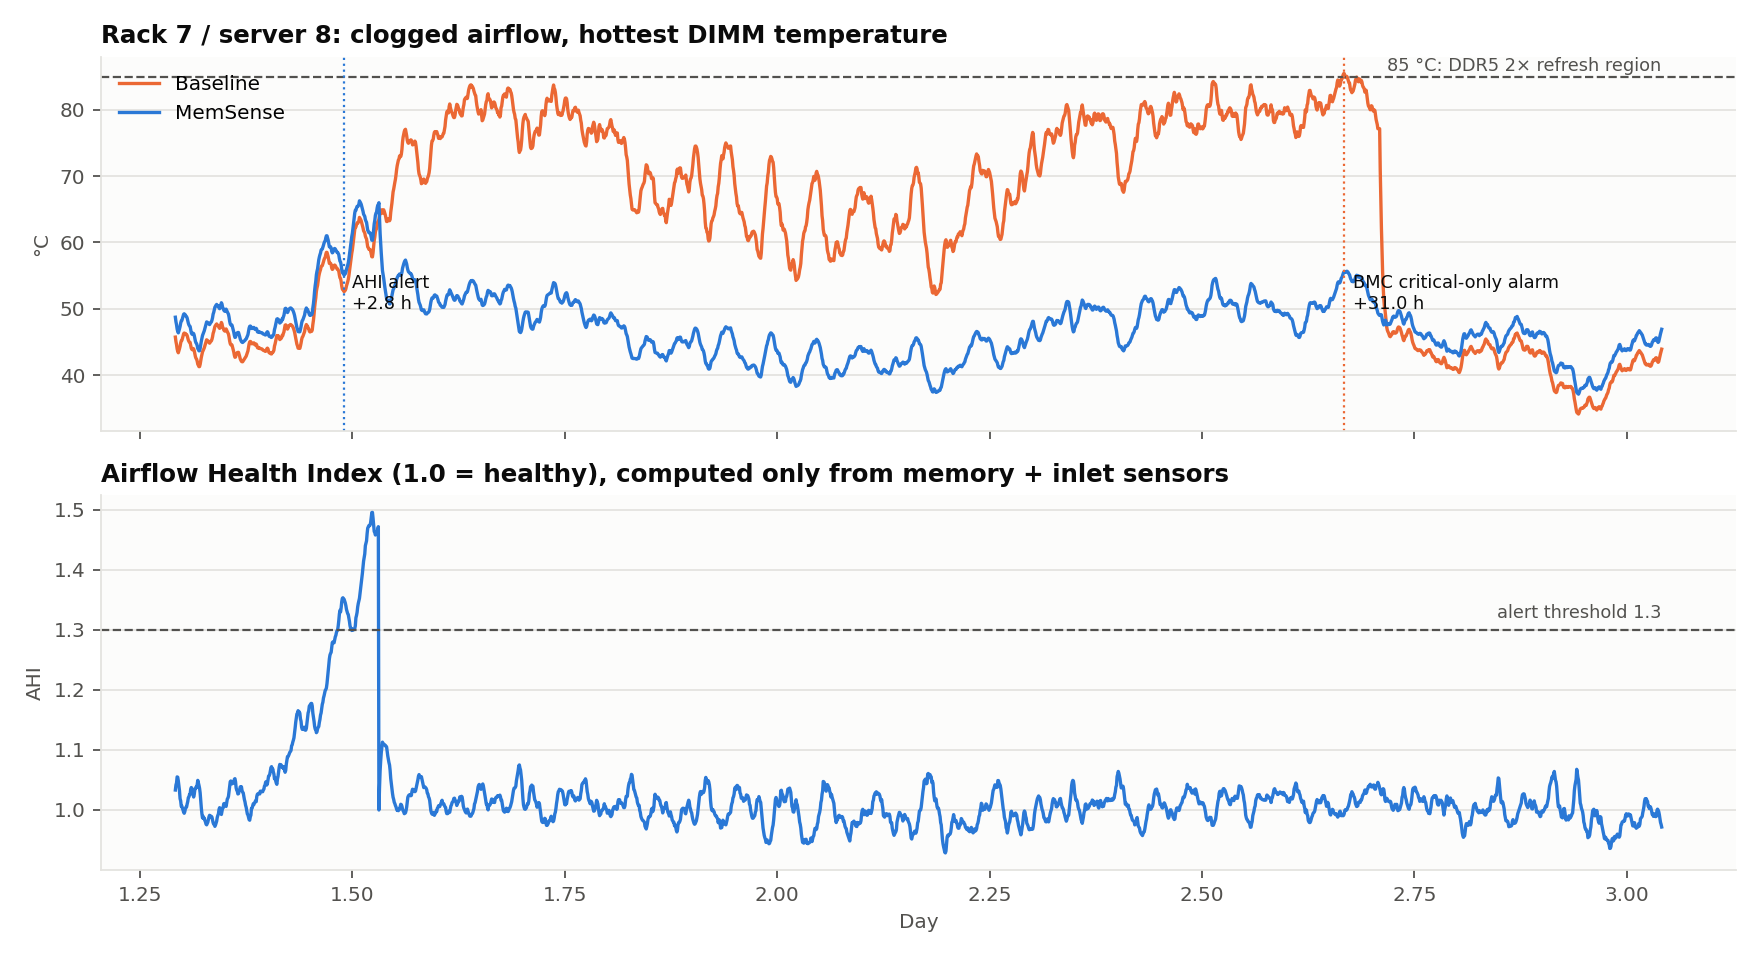 Rack 7 / server 8: clogged airflow, hottest DIMM temperature
85 °C: DDR5 2× refresh region
Baseline
MemSense
80
70
60
50
40
°C
AHI alert
+2.8 h
BMC critical-only alarm
+31.0 h
Airflow Health Index (1.0 = healthy), computed only from memory + inlet sensors
1.5
1.4
1.3
1.2
1.1
1.0
AHI
alert threshold 1.3
1.25
1.50
1.75
2.00
2.25
2.50
2.75
3.00
Day